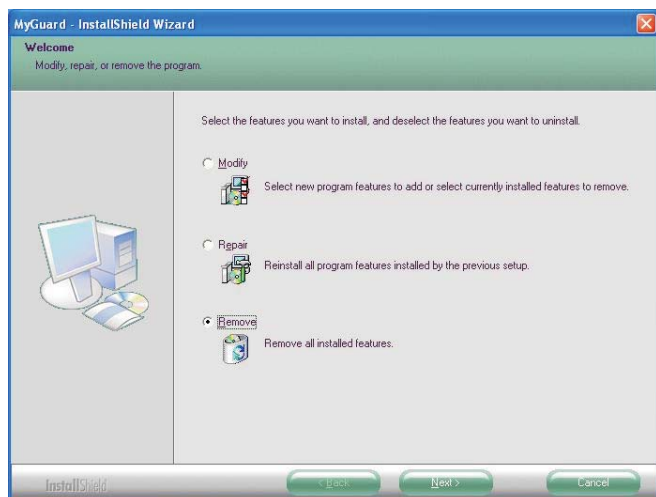 MyGuard - InstallShield Wizard
Welcome
Modify, repair, or remove the program.
Select the features you want to install, and deselect the features you want to uninstall.
Modify
Select new program features to add or select currently installed features to remove.
Repair
Reinstall all program features installed by the previous setup.
Remove
Remove all installed features.
InstallShield
< Back
Next >
Cancel